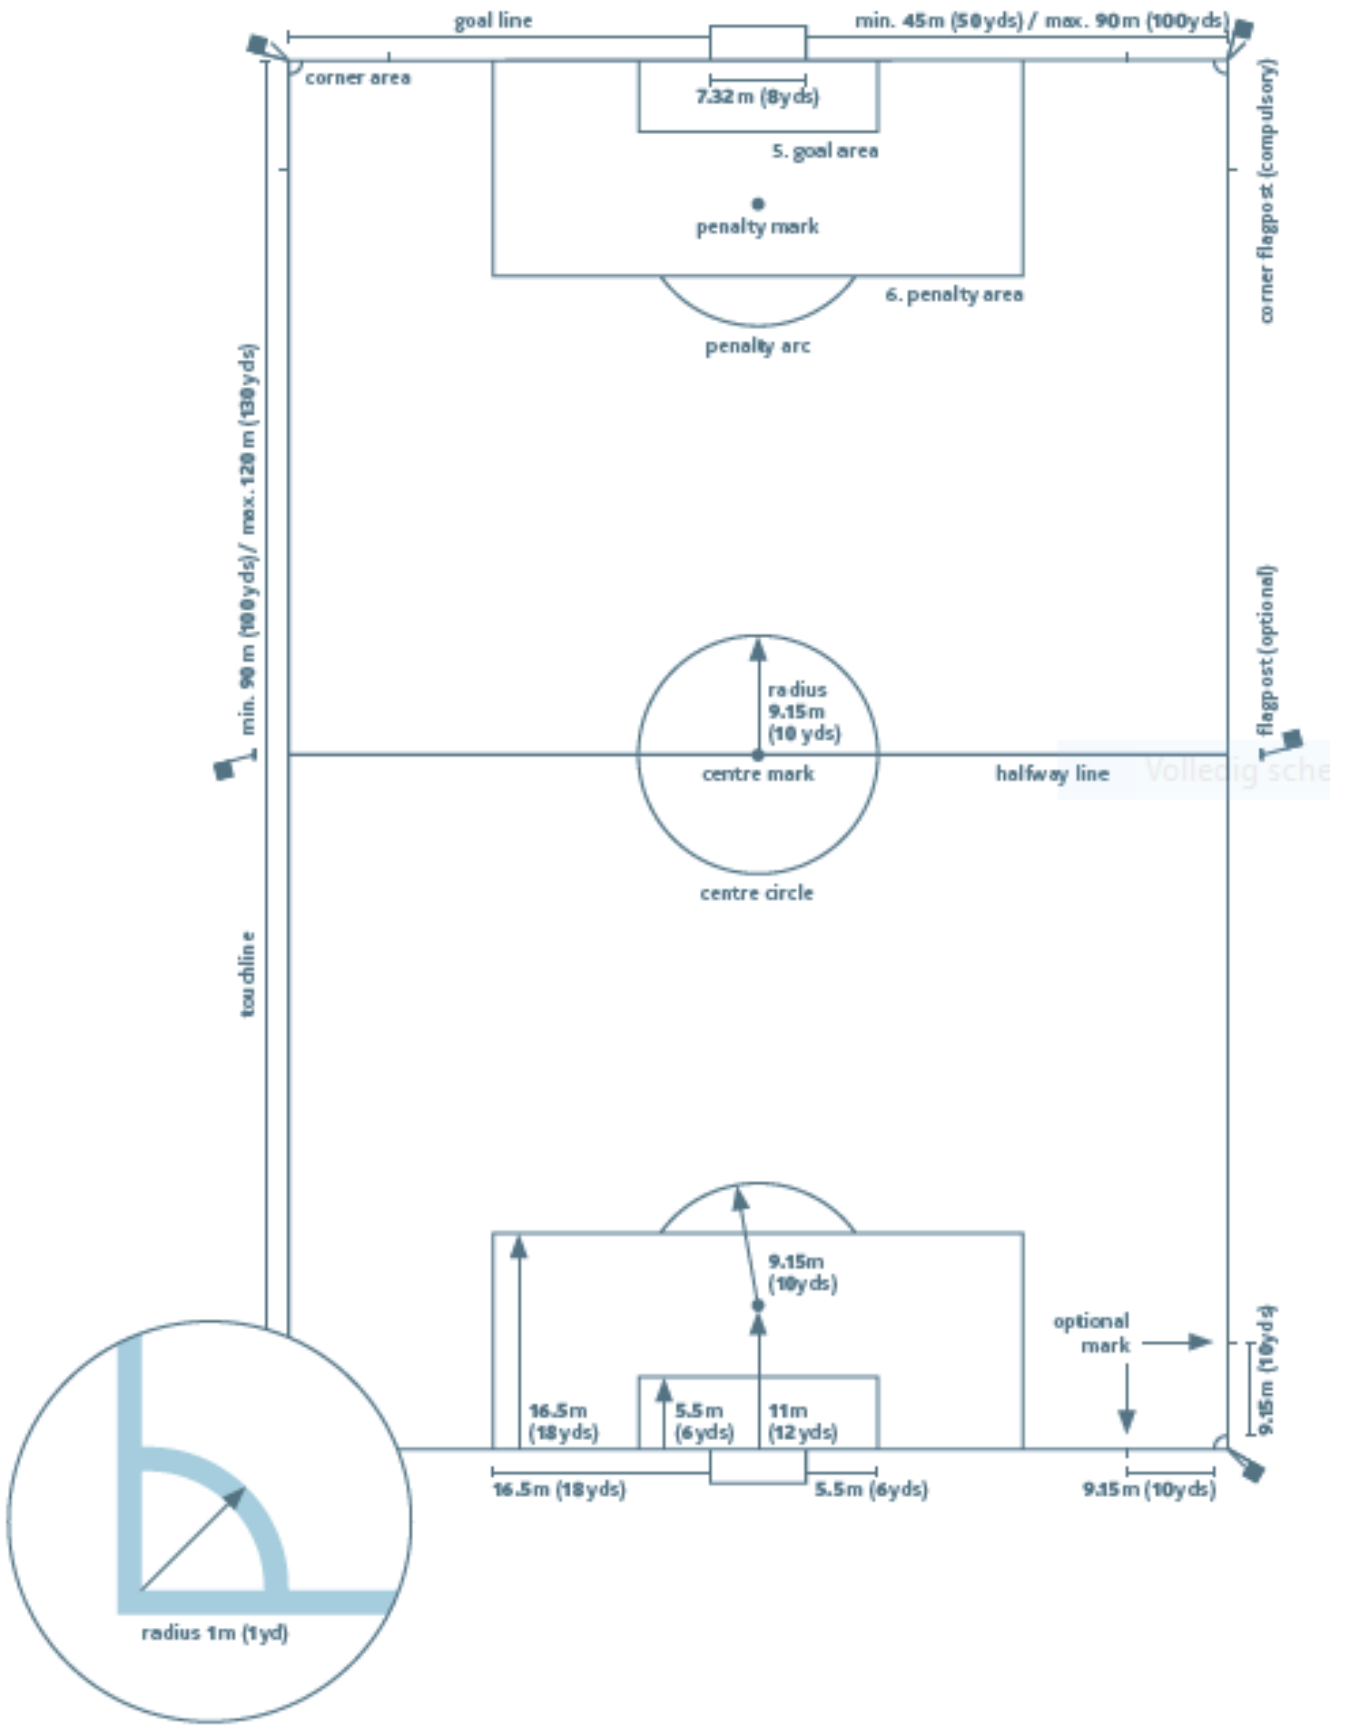 goal line
min. 45m (50yds) / max. 90m (100yds)
corner area
7.32m (8yds)
5. goal area
corner flagpost (compulsory)
penalty mark
6. penalty area
penalty arc
min. 90m (100yds)/ max. 120m (130yds)
radius
9.15m
(10 yds)
flagpost (optional)
centre mark
halfway line
Volledig sche
centre circle
touchline
9.15m
(10yds)
optional
mark
9.15m (10yds)
16.5m
(18yds)
5.5m
(6yds)
11m
(12yds)
16.5m (18yds)
5.5m (6yds)
9.15m (10yds)
radius 1m (1yd)